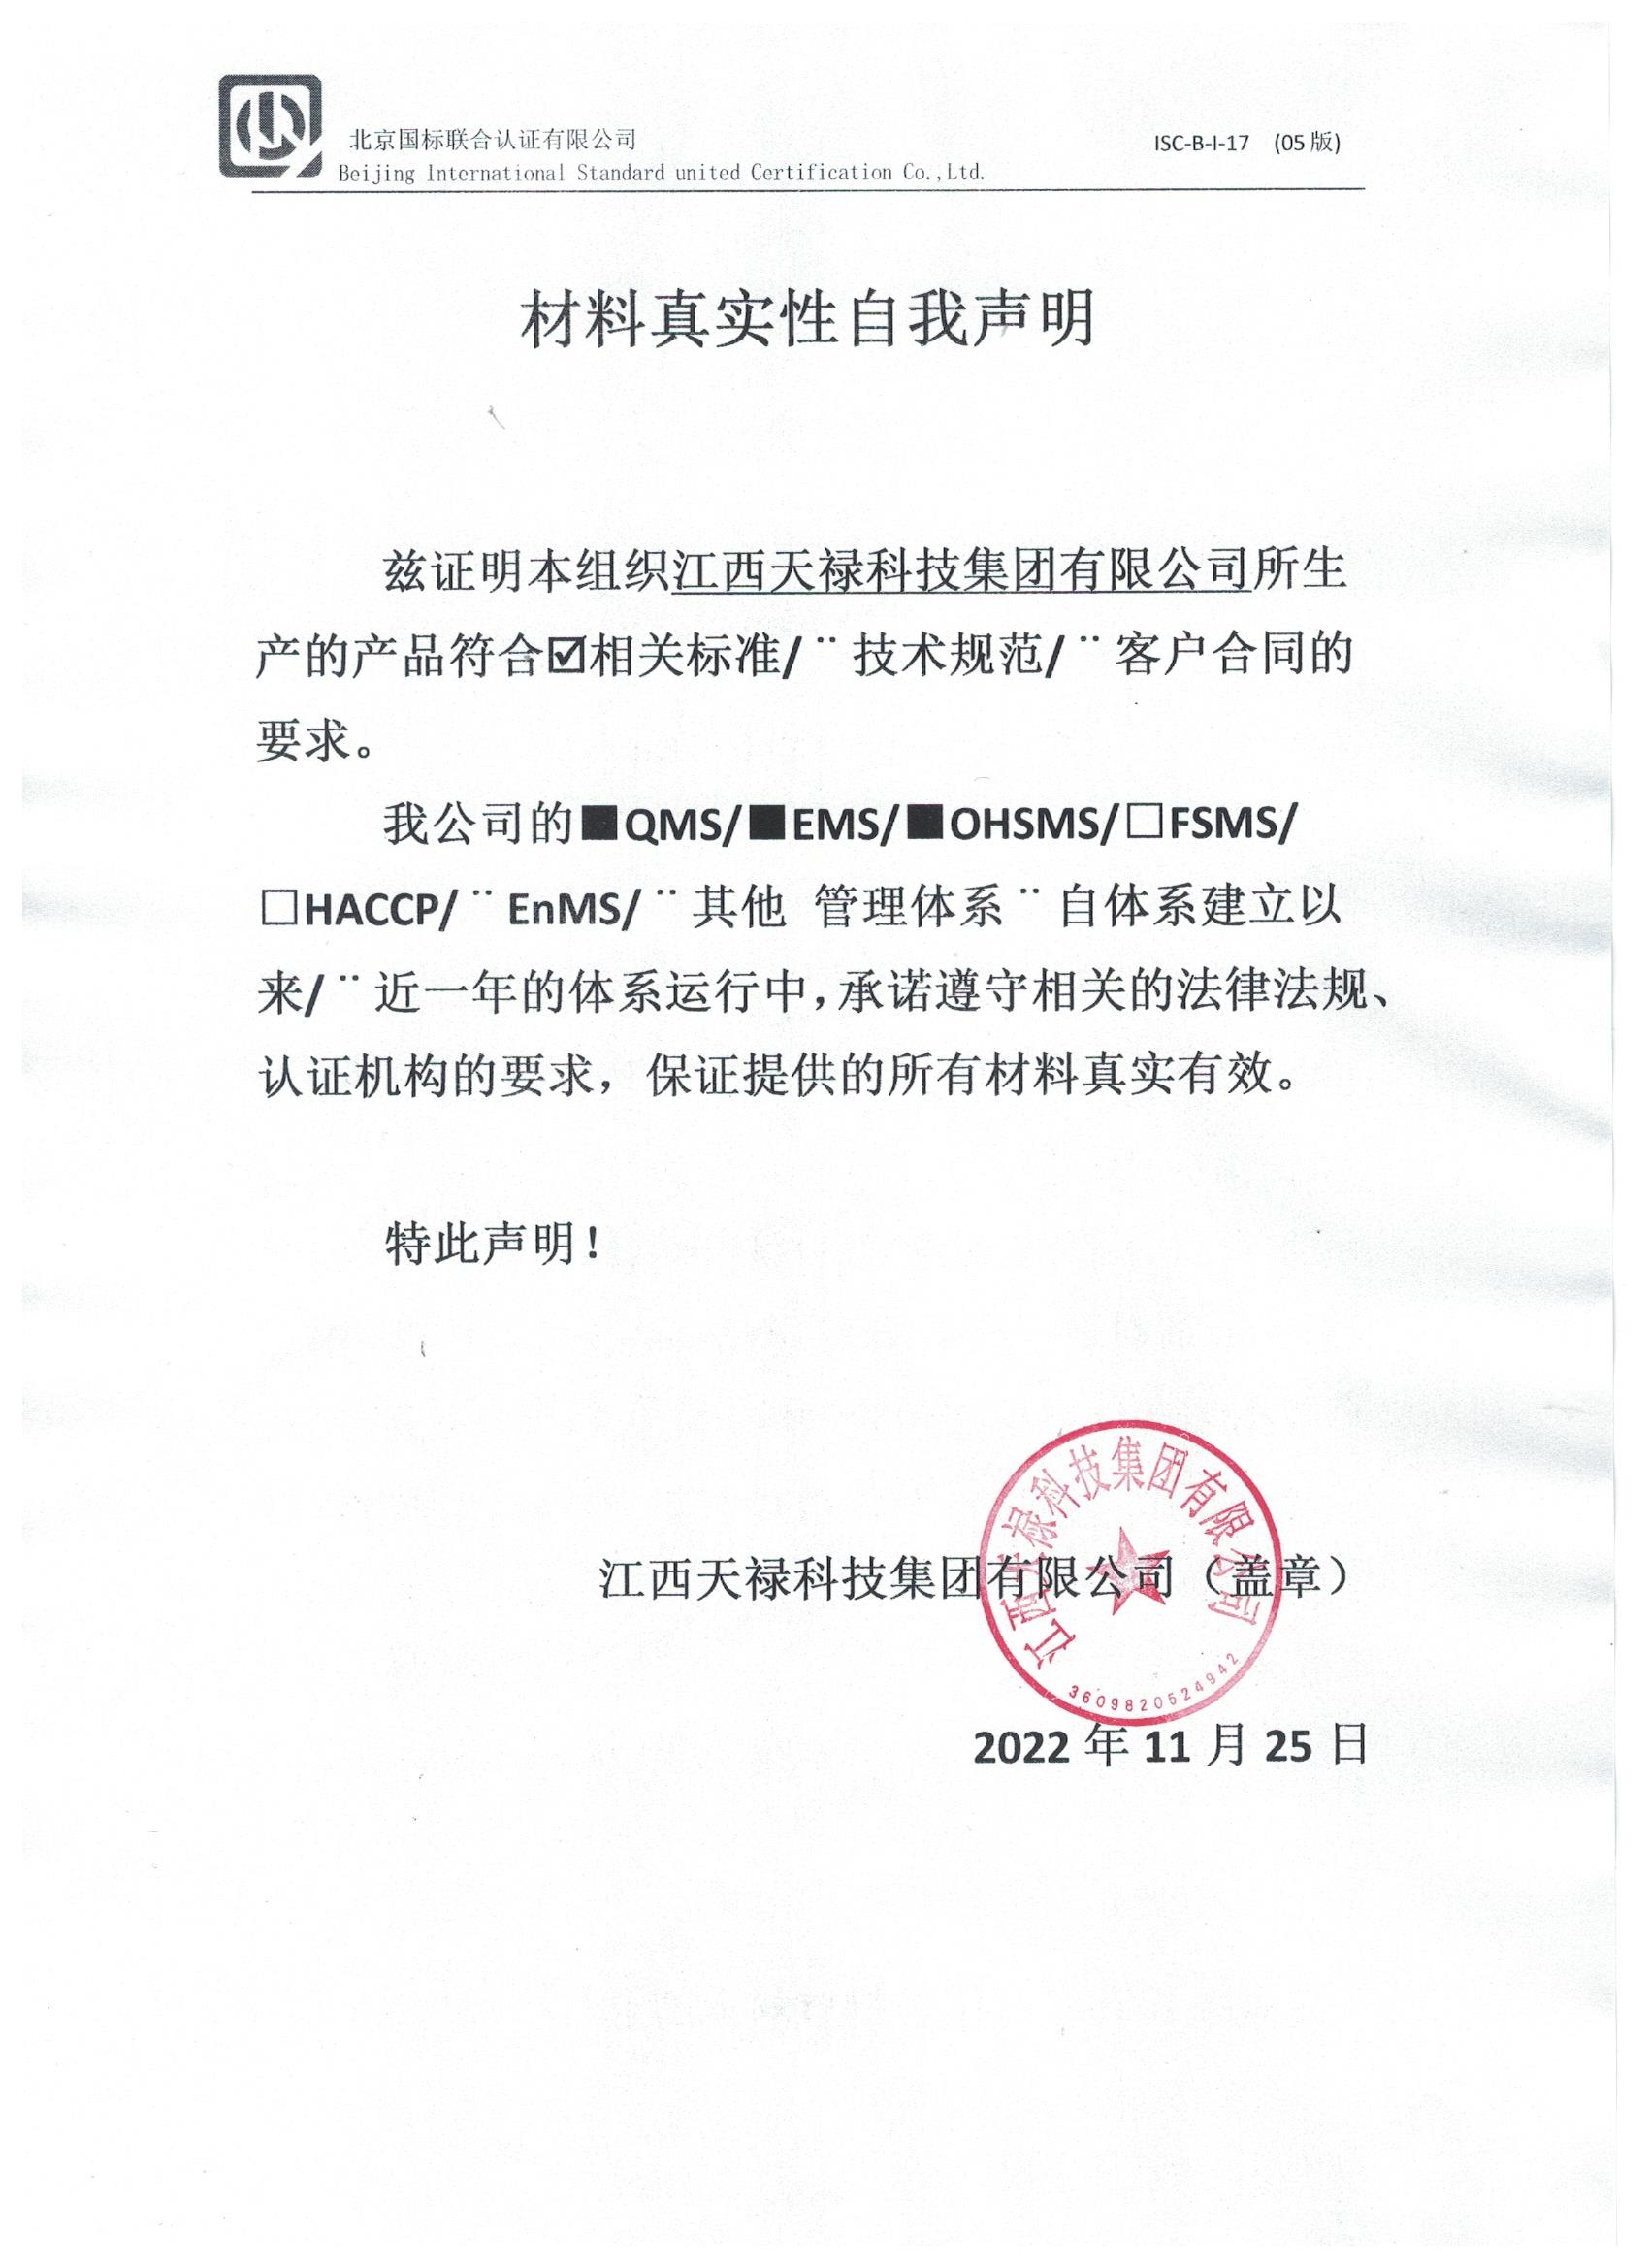 北京国标联合认证有限公司
ISC-B-I-17 (05版)
Beijing International Standard united Certification Co.,Ltd.
材料真实性自我声明
兹证明本组织江西天禄科技集团有限公司所生
产的产品符合☑相关标准/¨技术规范/¨客户合同的
要求。
我公司的■QMS/■EMS/■OHSMS/□FSMS/
□HACCP/¨EnMS/¨其他 管理体系¨自体系建立以
来/¨近一年的体系运行中,承诺遵守相关的法律法规、
认证机构的要求，保证提供的所有材料真实有效。
特此声明！
江西天禄科技集团有限公司（盖章）
江西天禄科技集团有限公司
3609820524942
2022 年 11 月 25 日